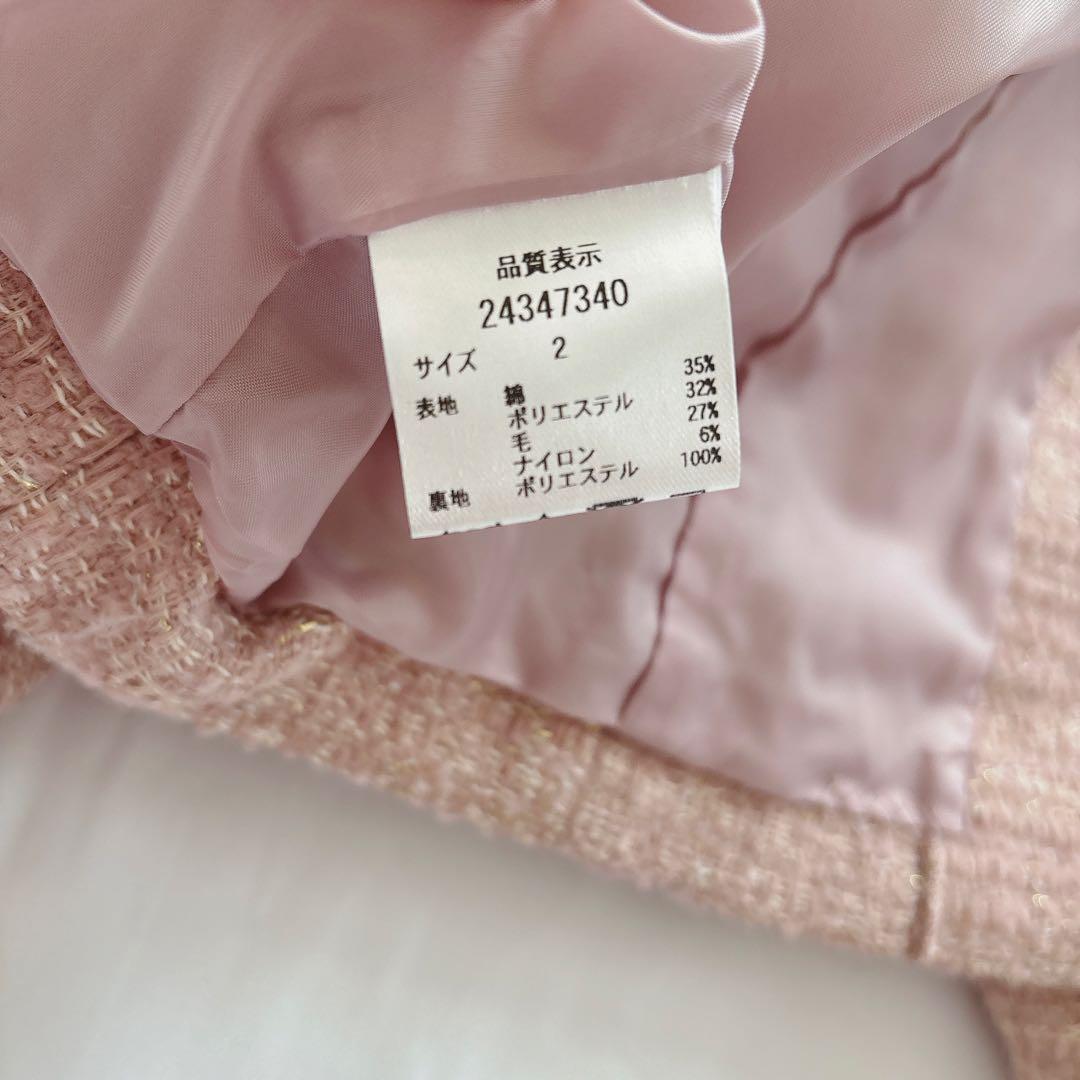 品質表示
24347340
サイズ 2
表地 綿 35%
ポリエステル 32%
毛 27%
ナイロン 6%
裏地 ポリエステル 100%